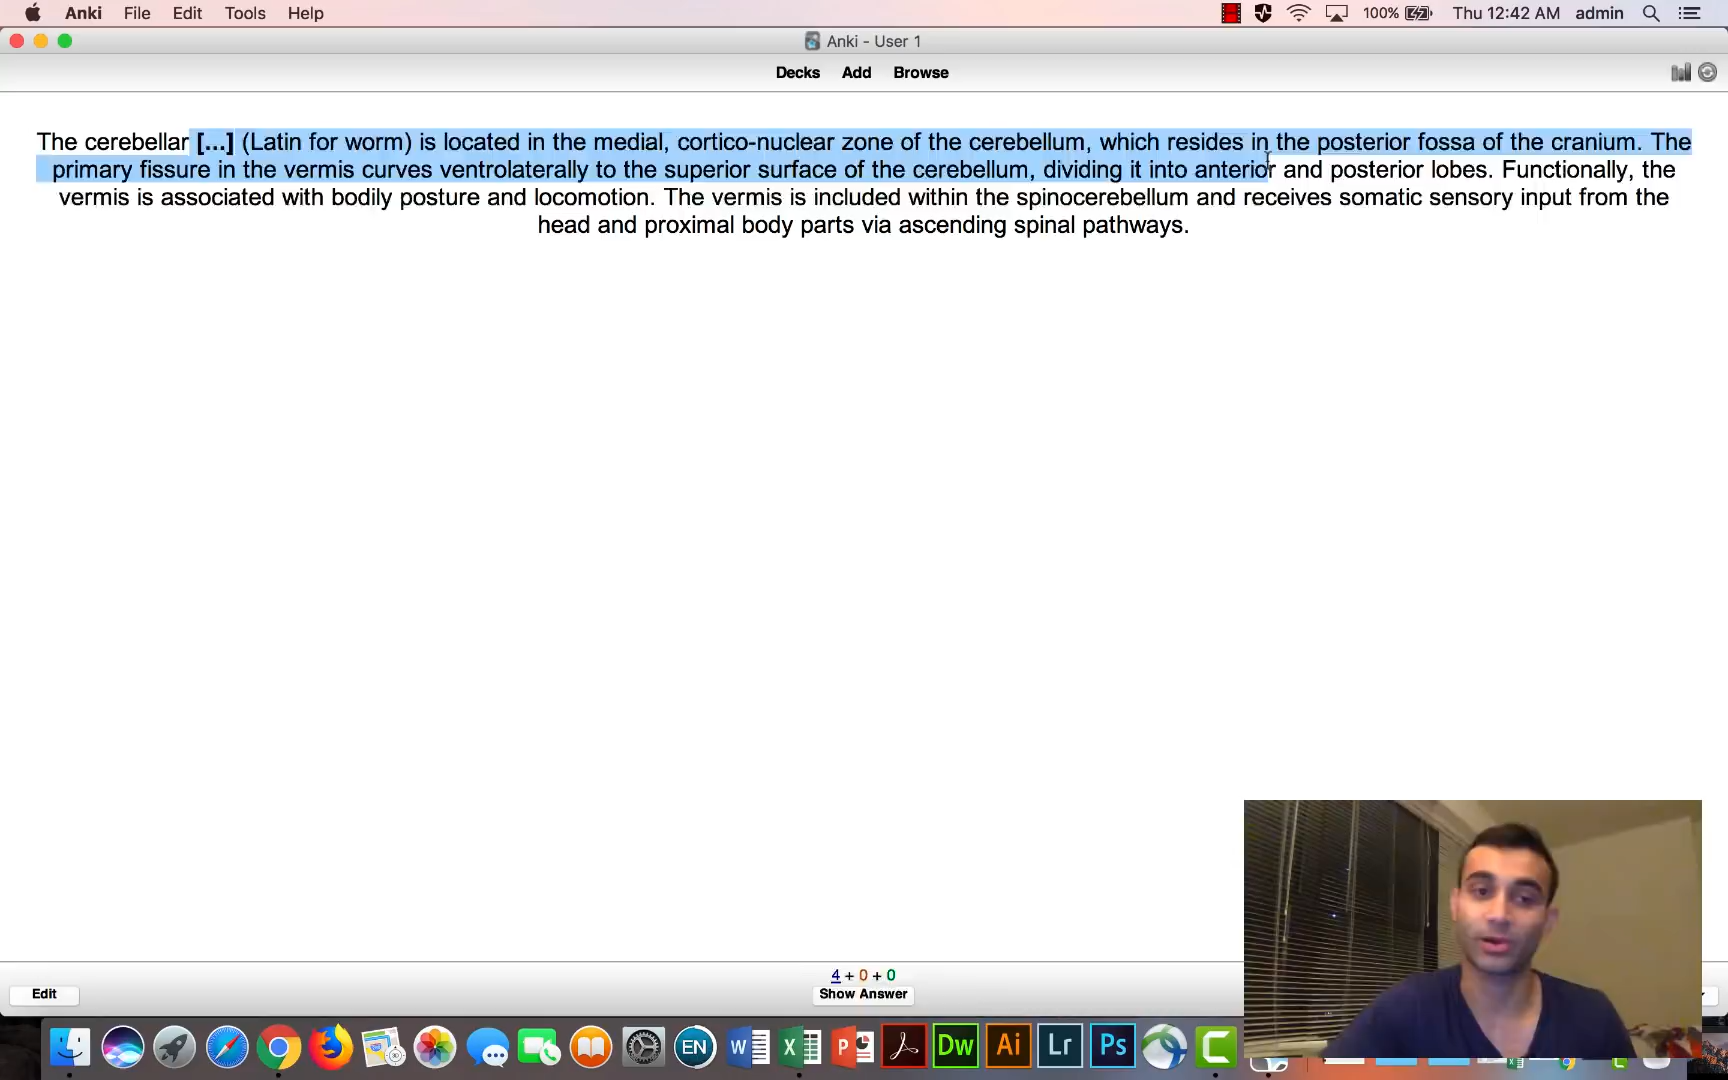 Anki File Edit Tools Help 100% Thu 12:42 AM admin
Anki - User 1
Decks Add Browse
The cerebellar [...] (Latin for worm) is located in the medial, cortico-nuclear zone of the cerebellum, which resides in the posterior fossa of the cranium. The
primary fissure in the vermis curves ventrolaterally to the superior surface of the cerebellum, dividing it into anterior and posterior lobes. Functionally, the
vermis is associated with bodily posture and locomotion. The vermis is included within the spinocerebellum and receives somatic sensory input from the
head and proximal body parts via ascending spinal pathways.
4 + 0 + 0
Edit Show Answer
EN W X P Dw Ai Lr Ps C